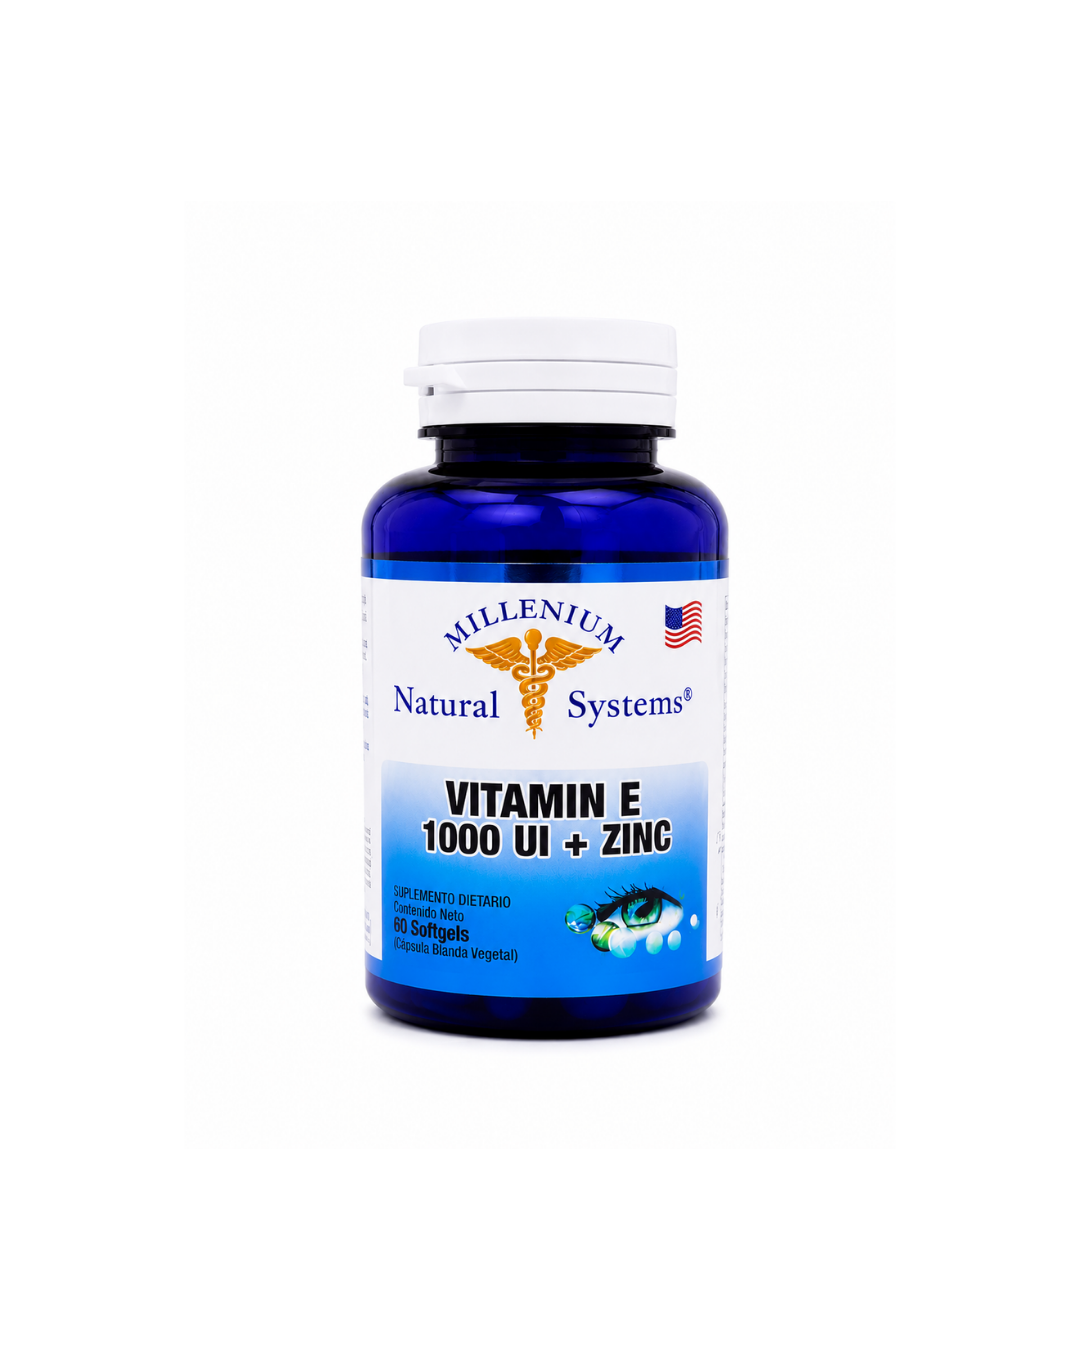 MILLENIUM
Natural Systems®
VITAMIN E
1000 UI + ZINC
SUPLEMENTO DIETARIO
Contenido Neto
60 Softgels
(Cápsula Blanda Vegetal)